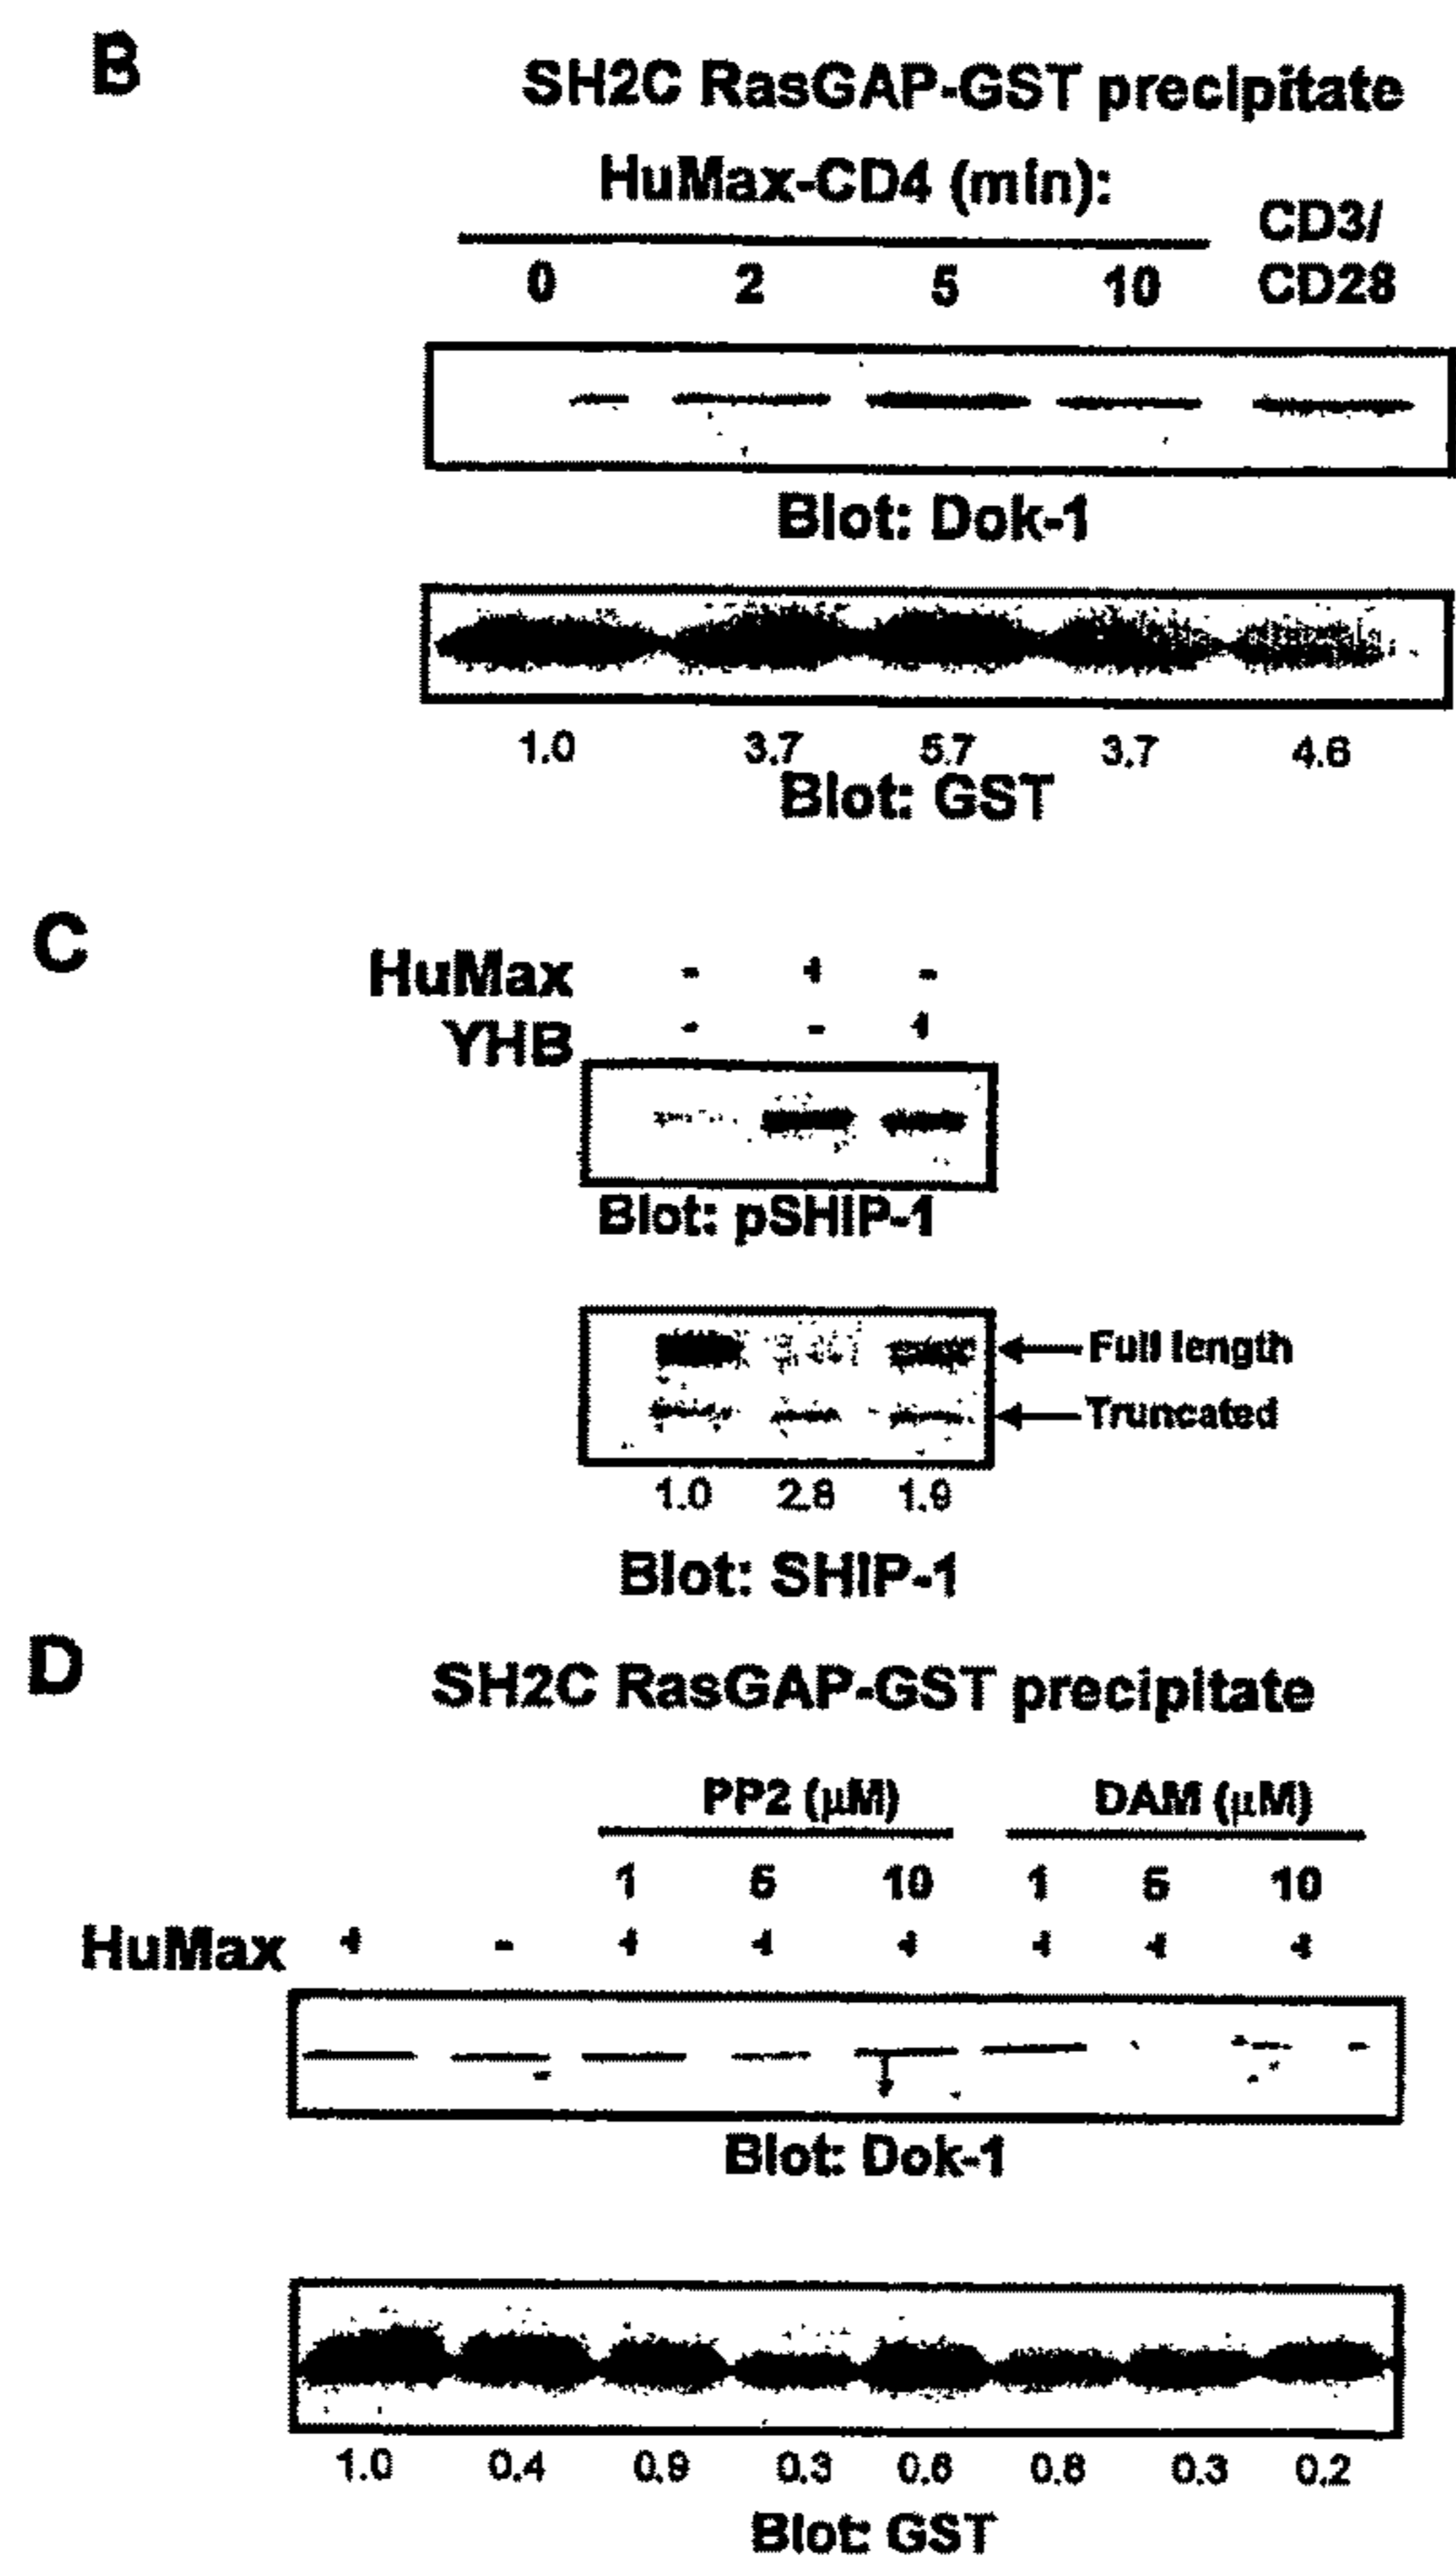 B
SH2C RasGAP-GST precipitate
HuMax-CD4 (min):
CD3/
CD28
0 2 5 10
Blot: Dok-1
1.0 3.7 5.7 3.7 4.6
Blot: GST
C
HuMax - + -
YHB - - +
Blot: pSHIP-1
Full length
Truncated
1.0 2.8 1.9
Blot: SHIP-1
D
SH2C RasGAP-GST precipitate
PP2 (μM) DAM (μM)
1 5 10 1 5 10
HuMax + - + + + + + +
Blot: Dok-1
1.0 0.4 0.9 0.3 0.6 0.8 0.3 0.2
Blot: GST